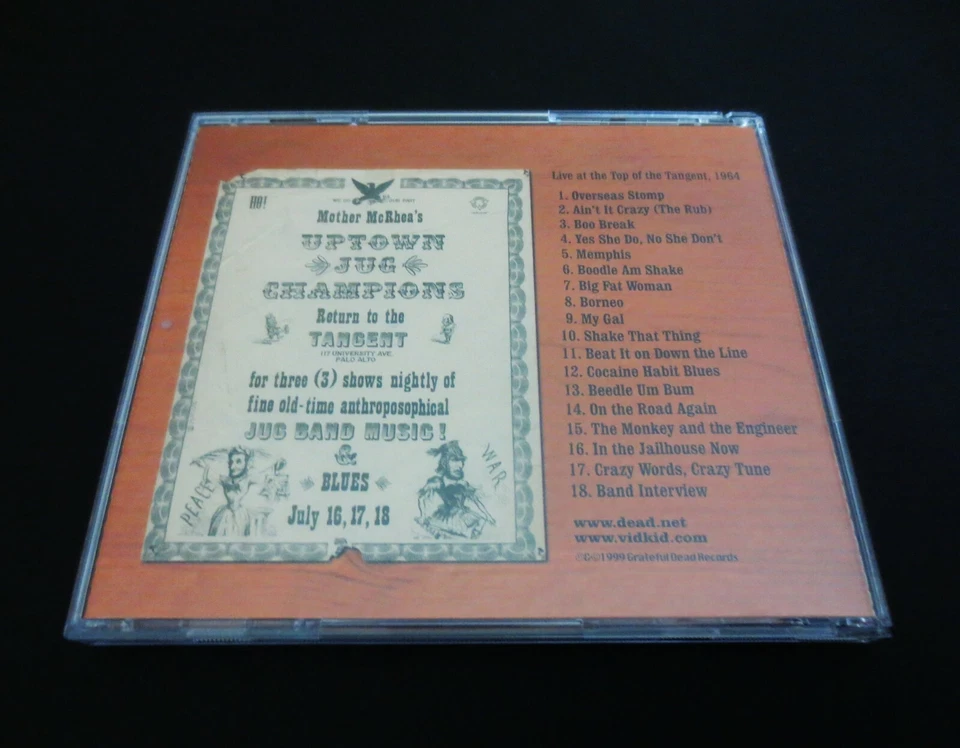 HO!
Mother McRhea's
UPTOWN
JUG
CHAMPIONS
Return to the
TANGENT
117 UNIVERSITY AVE.
PALO ALTO
for three (3) shows nightly of
fine old-time anthroposophical
JUG BAND MUSIC!
&
BLUES
July 16, 17, 18
PEACE
WAR
Live at the Top of the Tangent, 1964
1. Overseas Stomp
2. Ain't It Crazy (The Rub)
3. Boo Break
4. Yes She Do, No She Don't
5. Memphis
6. Boodle Am Shake
7. Big Fat Woman
8. Borneo
9. My Gal
10. Shake That Thing
11. Beat It on Down the Line
12. Cocaine Habit Blues
13. Beedle Um Bum
14. On the Road Again
15. The Monkey and the Engineer
16. In the Jailhouse Now
17. Crazy Words, Crazy Tune
18. Band Interview
www.dead.net
www.vidkid.com
℗©1999 Grateful Dead Records